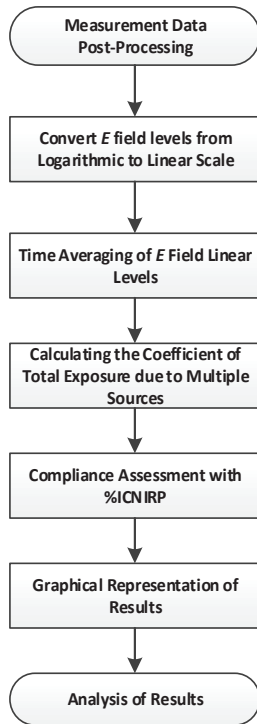 Measurement Data
Post-Processing
Convert E field levels from
Logarithmic to Linear Scale
Time Averaging of E Field Linear
Levels
Calculating the Coefficient of
Total Exposure due to Multiple
Sources
Compliance Assessment with
%ICNIRP
Graphical Representation of
Results
Analysis of Results